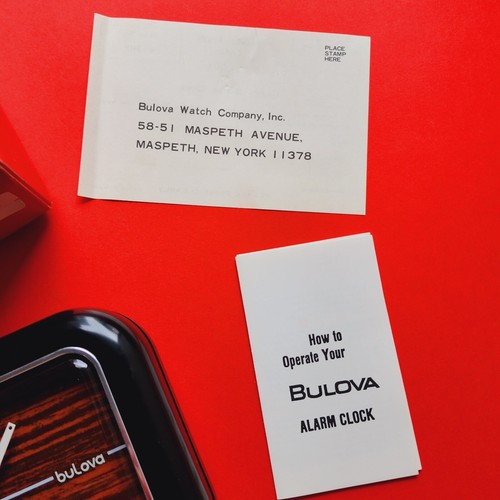 PLACE
STAMP
HERE
Bulova Watch Company, Inc.
58-51 MASPETH AVENUE,
MASPETH, NEW YORK 11378
How to
Operate Your
BULOVA
ALARM CLOCK
bulova